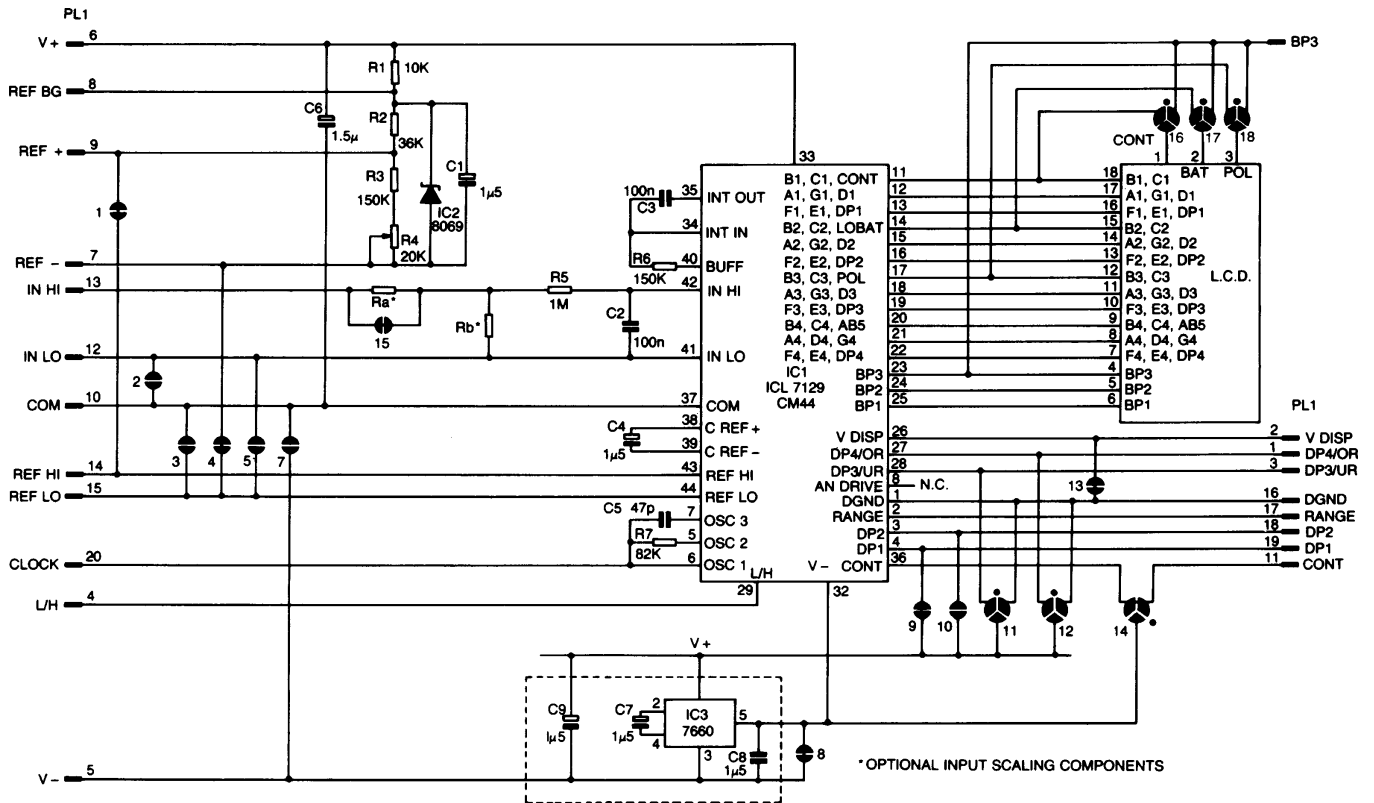 PL1
V + 6
REF BG 8
REF + 9
REF – 7
IN HI 13
IN LO 12
COM 10
REF HI 14
REF LO 15
CLOCK 20
L/H 4
V – 5
R1 10K
R2
36K
R3
150K
R4
20K
IC2
8069
C1
1µ5
C6
1.5µ
1
2
3
4
5
7
Ra*
15
Rb*
R5
1M
C2
100n
100n
C3
R6
150K
C4
1µ5
C5 47p
R7
82K
33
35 INT OUT
34 INT IN
40 BUFF
42 IN HI
41 IN LO
37 COM
38 C REF +
39 C REF –
43 REF HI
44 REF LO
7 OSC 3
5 OSC 2
6 OSC 1
L/H
29
B1, C1, CONT 11
A1, G1, D1 12
F1, E1, DP1 13
B2, C2, LOBAT 14
A2, G2, D2 15
F2, E2, DP2 16
B3, C3, POL 17
A3, G3, D3 18
F3, E3, DP3 19
B4, C4, AB5 20
A4, D4, G4 21
F4, E4, DP4 22
IC1
ICL 7129
CM44
BP3 23
BP2 24
BP1 25
V DISP 26
DP4/OR 27
DP3/UR 28
AN DRIVE 8 N.C.
DGND 1
RANGE 2
DP2 3
DP1 4
CONT 36
V –
32
BP3
CONT
16
17
18
1
2
3
BAT
POL
18 B1, C1
17 A1, G1, D1
16 F1, E1, DP1
15 B2, C2
14 A2, G2, D2
13 F2, E2, DP2
12 B3, C3
11 A3, G3, D3
10 F3, E3, DP3
9 B4, C4, AB5
8 A4, D4, G4
7 F4, E4, DP4
4 BP3
5 BP2
6 BP1
L.C.D.
PL1
2 V DISP
1 DP4/OR
3 DP3/UR
16 DGND
17 RANGE
18 DP2
19 DP1
11 CONT
13
9
10
11
12
14
V +
C9
1µ5
C7
1µ5
2
4
IC3
7660
5
3
C8
1µ5
8
*OPTIONAL INPUT SCALING COMPONENTS